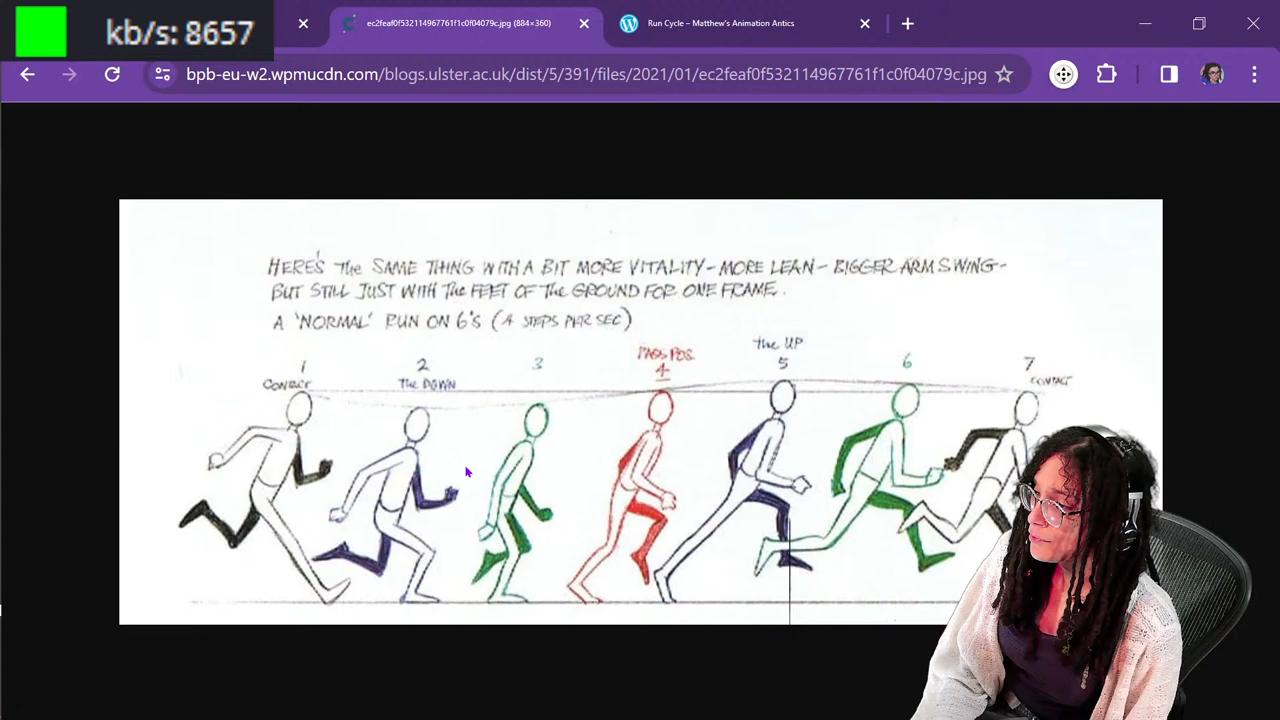 kb/s: 8657
ec2feaf0f532114967761f1c0f04079c.jpg (884×360)
Run Cycle – Matthew's Animation Antics
bpb-eu-w2.wpmucdn.com/blogs.ulster.ac.uk/dist/5/391/files/2021/01/ec2feaf0f532114967761f1c0f04079c.jpg
HERE'S THE SAME THING WITH A BIT MORE VITALITY – MORE LEAN – BIGGER ARM SWING –
BUT STILL JUST WITH THE FEET OF THE GROUND FOR ONE FRAME.
A 'NORMAL' RUN ON 6'S (4 STEPS PER SEC)
1
CONTACT
2
THE DOWN
3
PASS POS.
4
THE UP
5
6
7
CONTACT